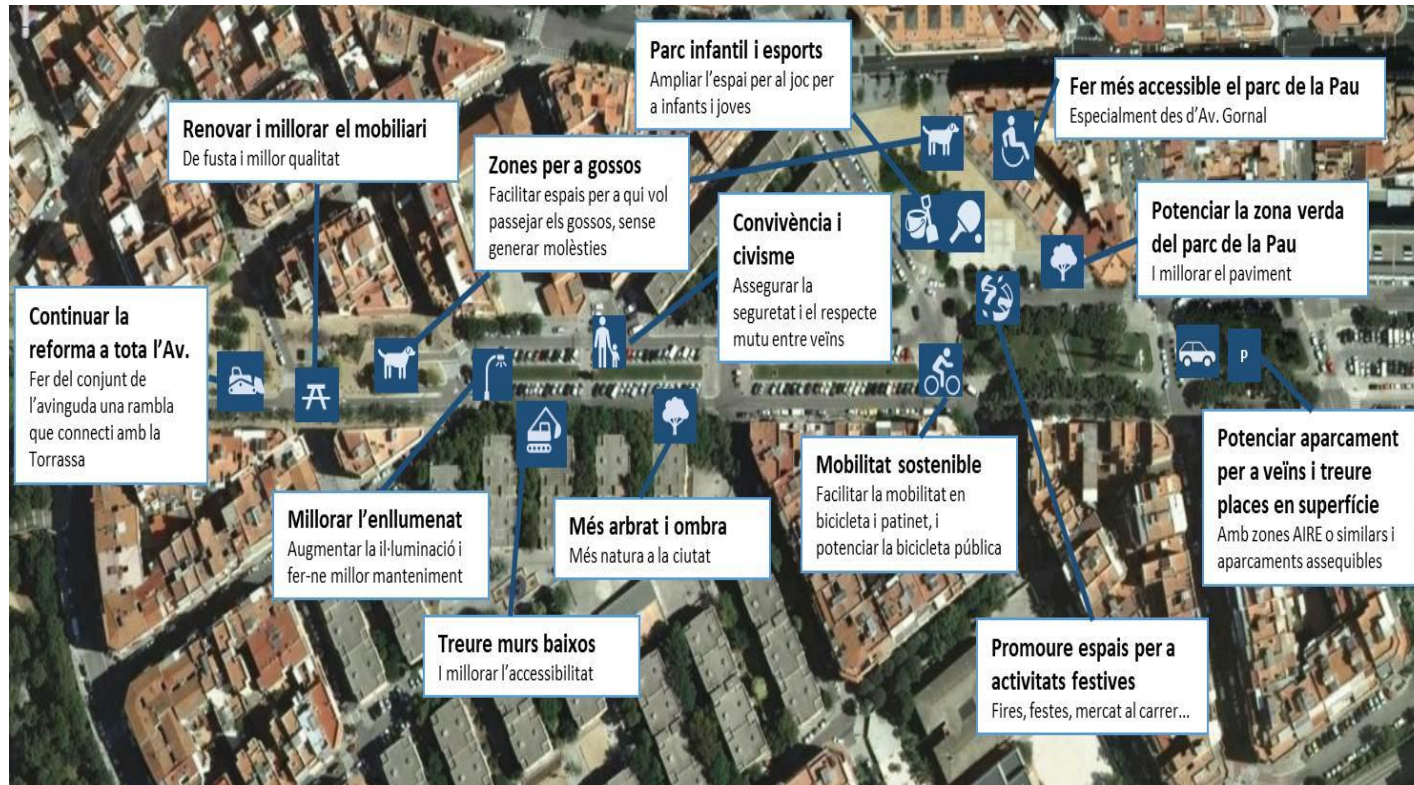 Parc infantil i esports
Ampliar l’espai per al joc per
a infants i joves
Fer més accessible el parc de la Pau
Especialment des d’Av. Gornal
Renovar i millorar el mobiliari
De fusta i millor qualitat
Zones per a gossos
Facilitar espais per a qui vol
passejar els gossos, sense
generar molèsties
Convivència i
civisme
Assegurar la
seguretat i el respecte
mutu entre veïns
Potenciar la zona verda
del parc de la Pau
I millorar el paviment
Continuar la
reforma a tota l’Av.
Fer del conjunt de
l’avinguda una rambla
que connecti amb la
Torrassa
P
Millorar l’enllumenat
Augmentar la il·luminació i
fer-ne millor manteniment
Més arbrat i ombra
Més natura a la ciutat
Mobilitat sostenible
Facilitar la mobilitat en
bicicleta i patinet, i
potenciar la bicicleta pública
Potenciar aparcament
per a veïns i treure
places en superfície
Amb zones AIRE o similars i
aparcaments assequibles
Treure murs baixos
I millorar l’accessibilitat
Promoure espais per a
activitats festives
Fires, festes, mercat al carrer...